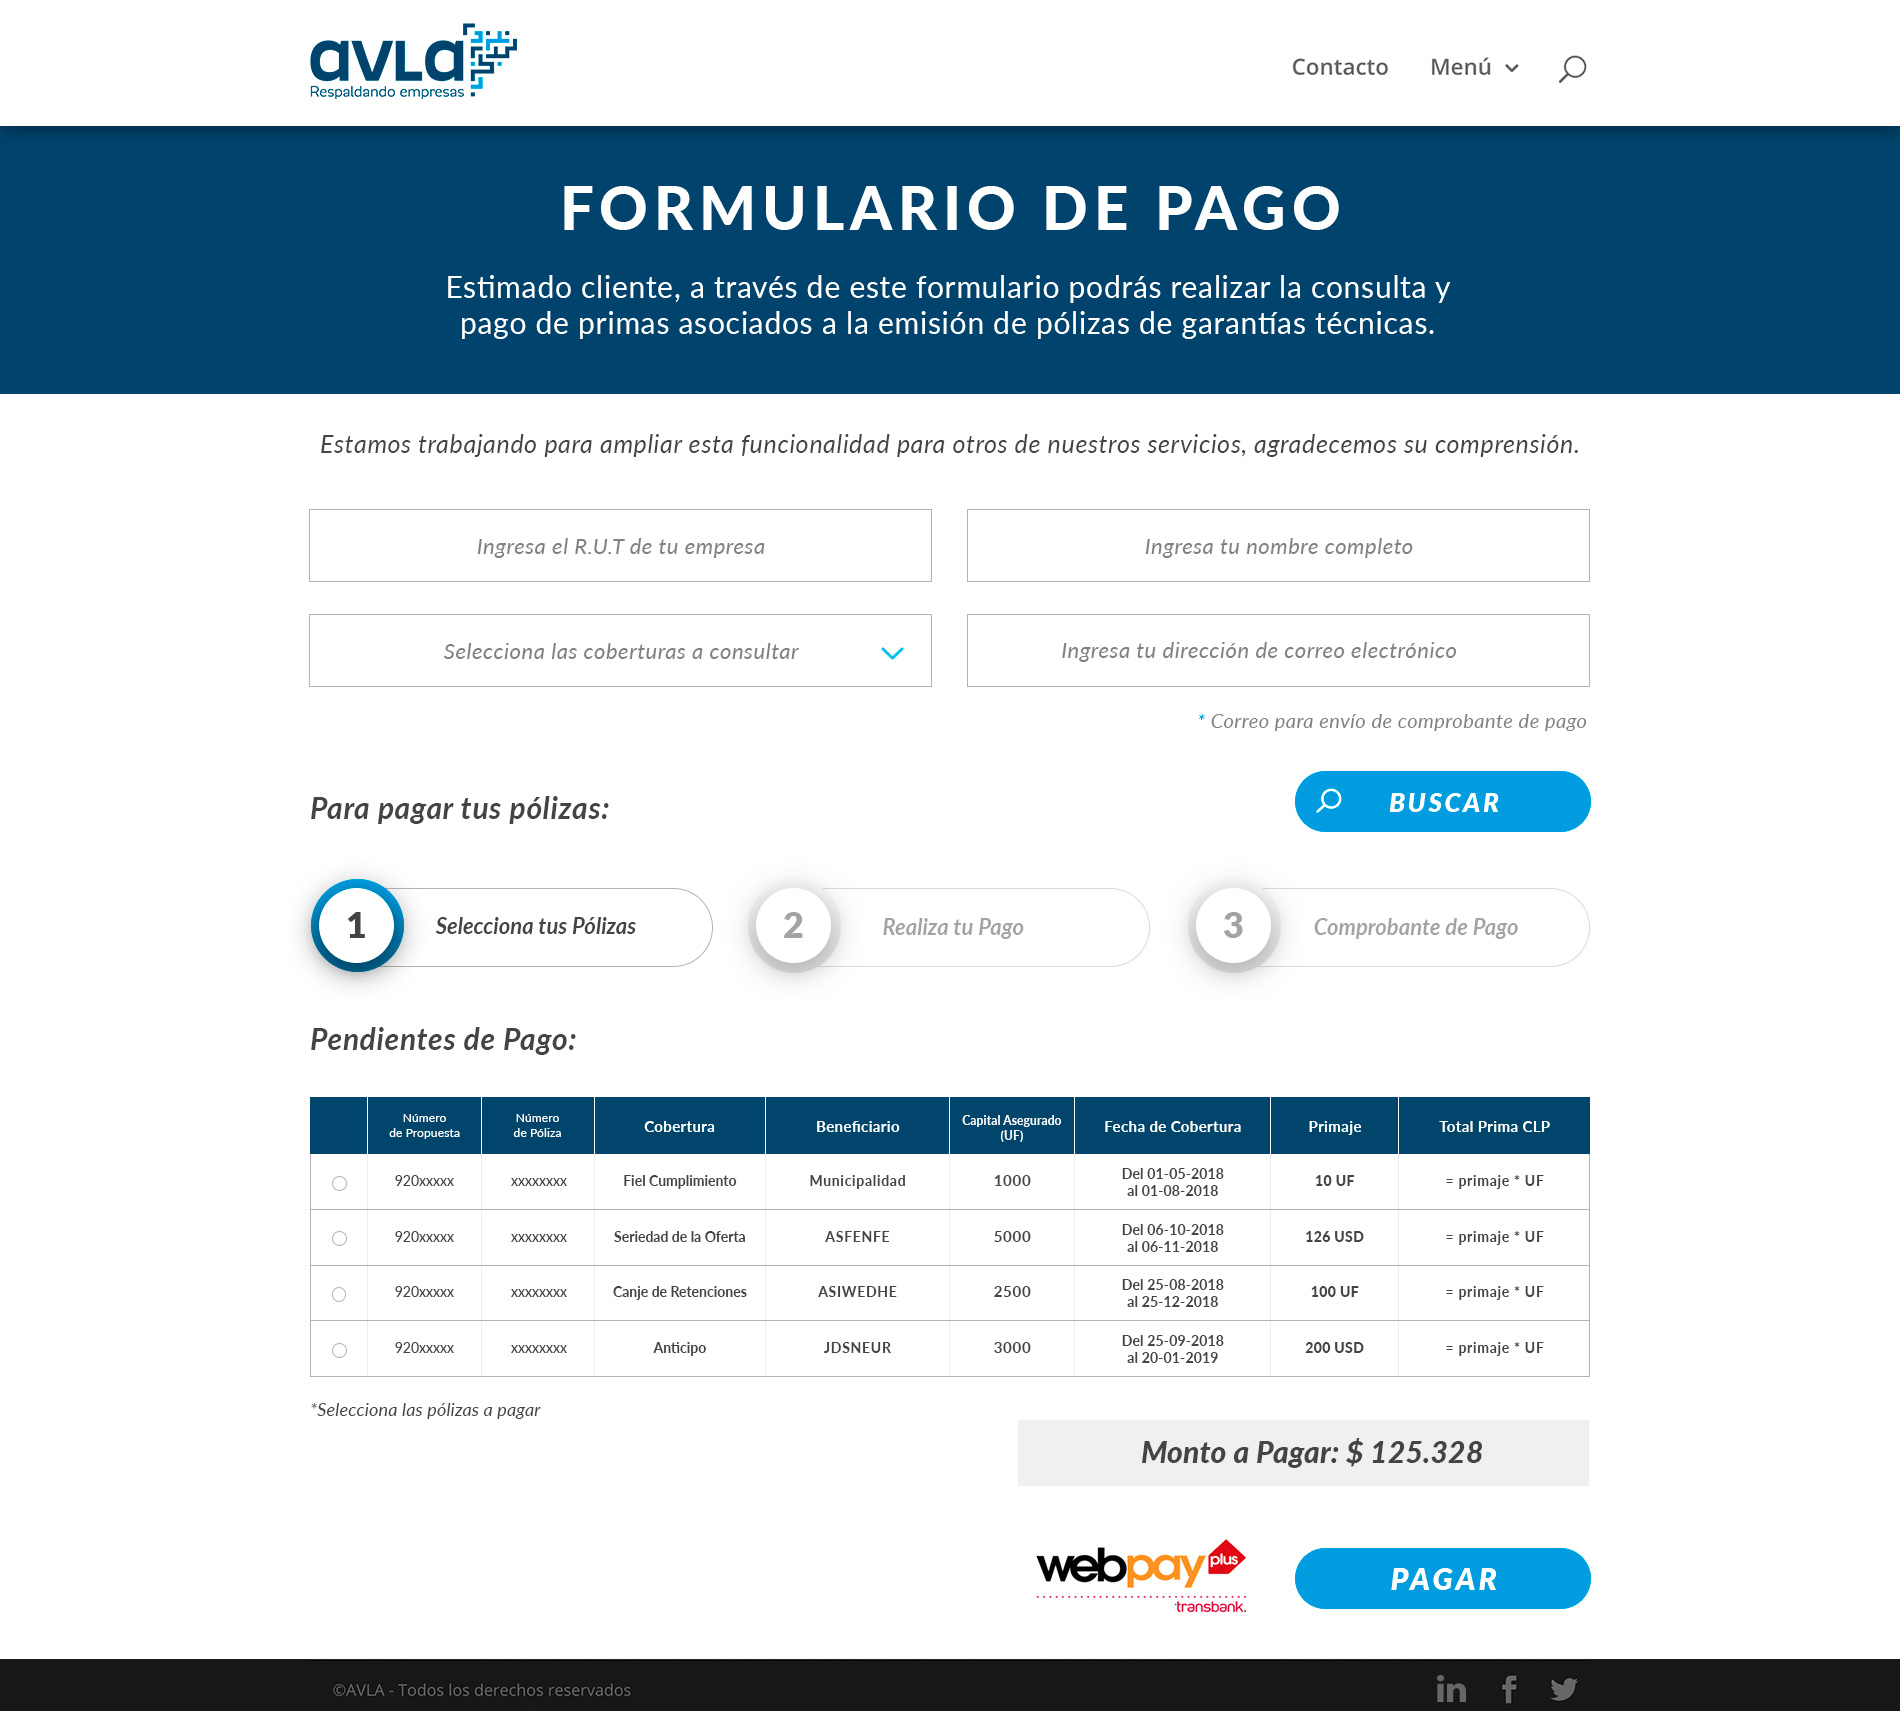 avla
Respaldando empresas
Contacto
Menú
FORMULARIO DE PAGO
Estimado cliente, a través de este formulario podrás realizar la consulta y
pago de primas asociados a la emisión de pólizas de garantías técnicas.
Estamos trabajando para ampliar esta funcionalidad para otros de nuestros servicios, agradecemos su comprensión.
Ingresa el R.U.T de tu empresa
Ingresa tu nombre completo
Selecciona las coberturas a consultar
Ingresa tu dirección de correo electrónico
* Correo para envío de comprobante de pago
Para pagar tus pólizas:
BUSCAR
1 Selecciona tus Pólizas
2 Realiza tu Pago
3 Comprobante de Pago
Pendientes de Pago:
Número de Propuesta Número de Póliza Cobertura Beneficiario Capital Asegurado (UF) Fecha de Cobertura Primaje Total Prima CLP
920xxxxx xxxxxxxx Fiel Cumplimiento Municipalidad 1000 Del 01-05-2018 al 01-08-2018 10 UF = primaje * UF
920xxxxx xxxxxxxx Seriedad de la Oferta ASFENFE 5000 Del 06-10-2018 al 06-11-2018 126 USD = primaje * UF
920xxxxx xxxxxxxx Canje de Retenciones ASIWEDHE 2500 Del 25-08-2018 al 25-12-2018 100 UF = primaje * UF
920xxxxx xxxxxxxx Anticipo JDSNEUR 3000 Del 25-09-2018 al 20-01-2019 200 USD = primaje * UF
*Selecciona las pólizas a pagar
Monto a Pagar: $ 125.328
webpay plus
transbank.
PAGAR
©AVLA - Todos los derechos reservados